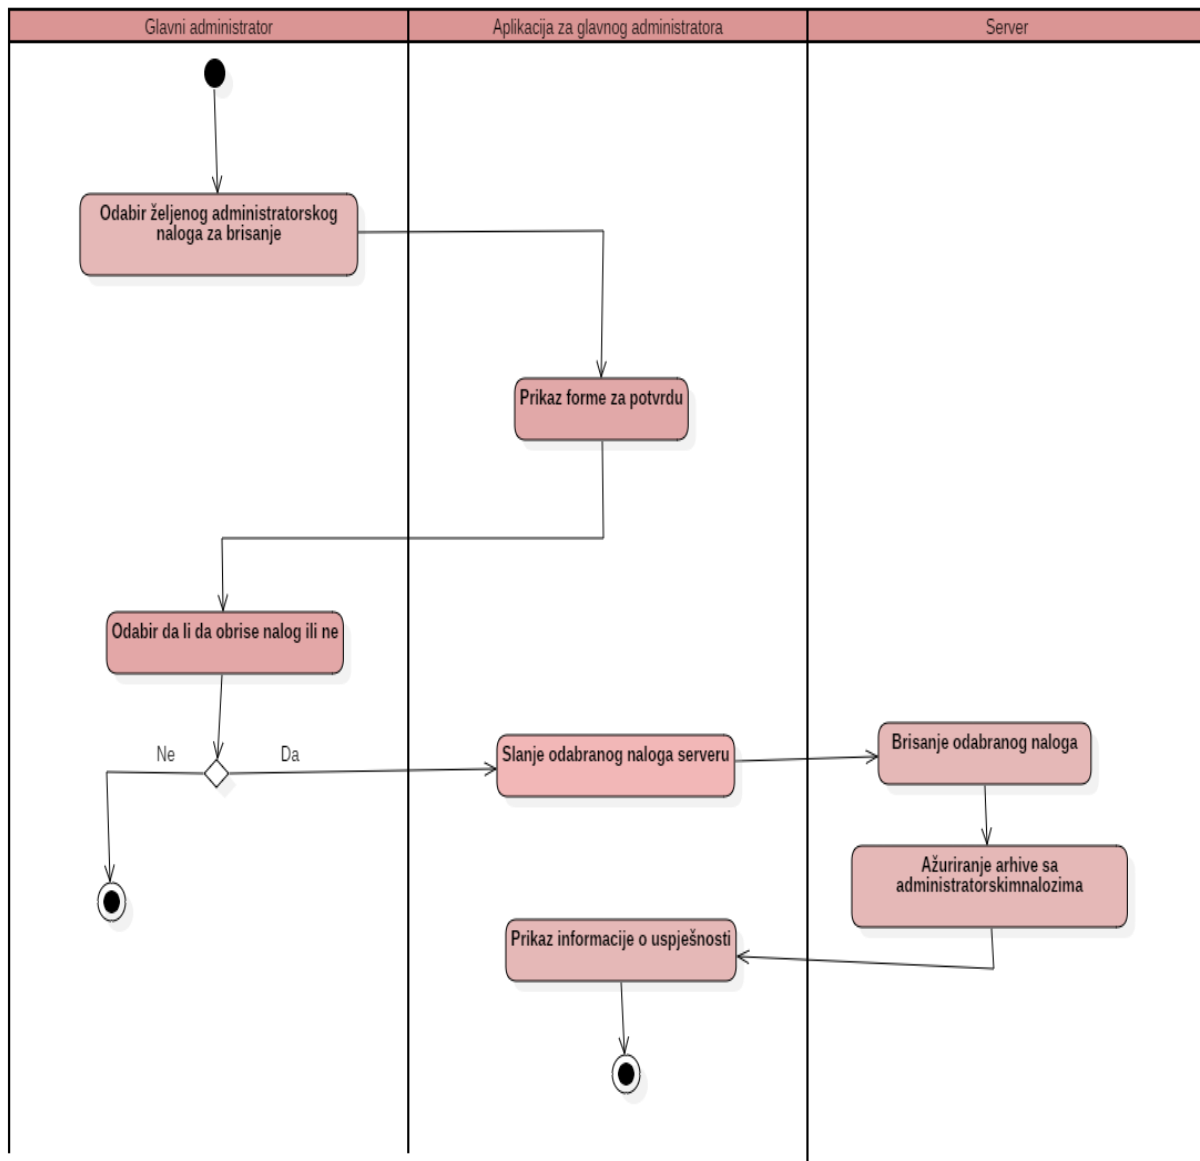 Glavni administrator
Aplikacija za glavnog administratora
Server
Odabir željenog administratorskog
naloga za brisanje
Prikaz forme za potvrdu
Odabir da li da obrise nalog ili ne
Ne
Da
Slanje odabranog naloga serveru
Brisanje odabranog naloga
Ažuriranje arhive sa
administratorskimnalozima
Prikaz informacije o uspješnosti